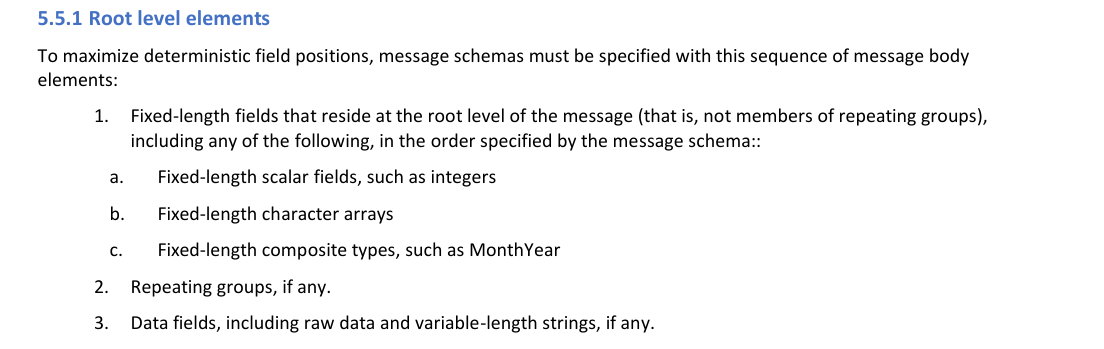 5.5.1 Root level elements
To maximize deterministic field positions, message schemas must be specified with this sequence of message body
elements:
1. Fixed-length fields that reside at the root level of the message (that is, not members of repeating groups),
including any of the following, in the order specified by the message schema::
a. Fixed-length scalar fields, such as integers
b. Fixed-length character arrays
c. Fixed-length composite types, such as MonthYear
2. Repeating groups, if any.
3. Data fields, including raw data and variable-length strings, if any.